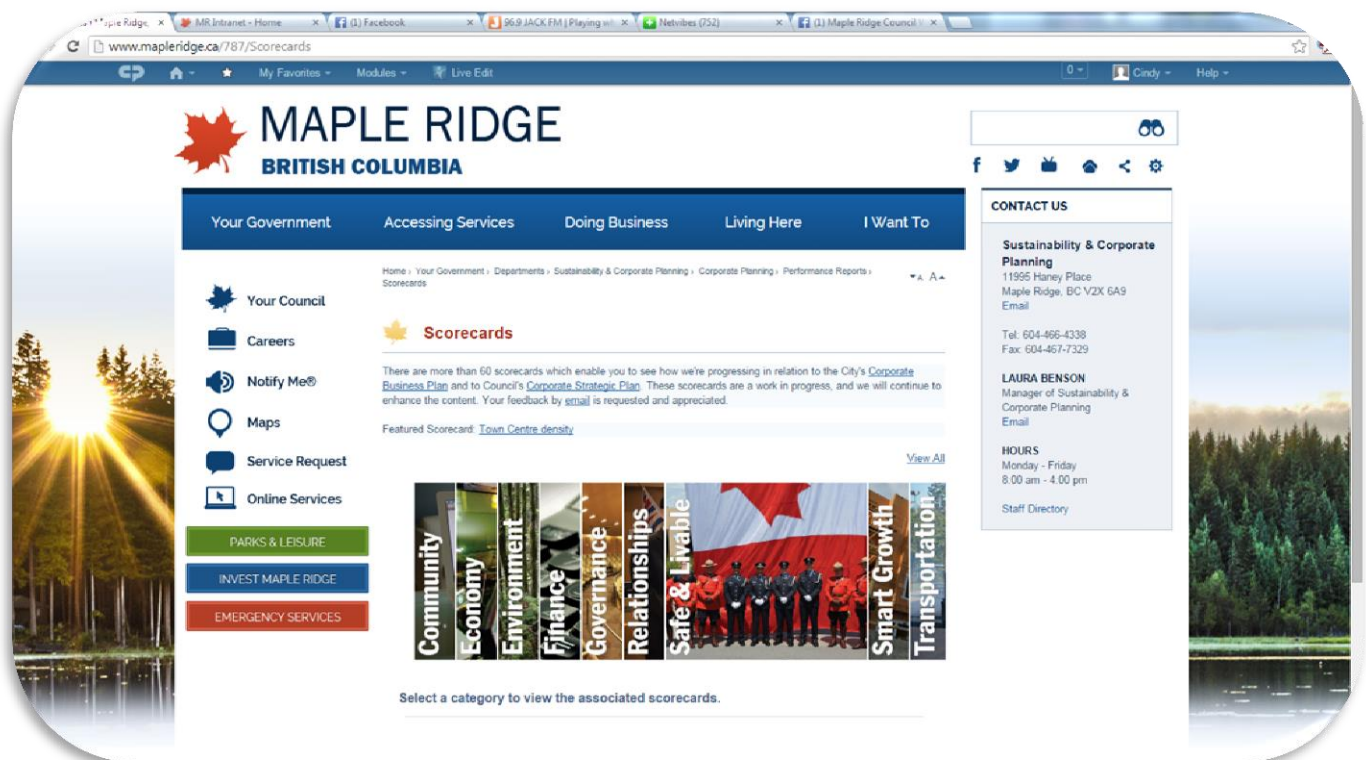 Maple Ridge,
MR Intranet - Home
(1) Facebook
96.9 JACK FM | Playing wh
Netvibes (752)
(1) Maple Ridge Council
www.mapleridge.ca/787/Scorecards
My Favorites
Modules
Live Edit
0
Cindy
Help
MAPLE RIDGE
BRITISH COLUMBIA
Your Government
Accessing Services
Doing Business
Living Here
I Want To
Your Council
Careers
Notify Me®
Maps
Service Request
Online Services
PARKS & LEISURE
INVEST MAPLE RIDGE
EMERGENCY SERVICES
Home › Your Government › Departments › Sustainability & Corporate Planning › Corporate Planning › Performance Reports ›
Scorecards
A A
Scorecards
There are more than 60 scorecards which enable you to see how we're progressing in relation to the City's Corporate
Business Plan and to Council's Corporate Strategic Plan. These scorecards are a work in progress, and we will continue to
enhance the content. Your feedback by email is requested and appreciated.
Featured Scorecard: Town Centre density
View All
Community
Economy
Environment
Finance
Governance
Relationships
Safe & Livable
Smart Growth
Transportation
Select a category to view the associated scorecards.
CONTACT US
Sustainability & Corporate
Planning
11995 Haney Place
Maple Ridge, BC V2X 6A9
Email
Tel: 604-466-4338
Fax: 604-467-7329
LAURA BENSON
Manager of Sustainability &
Corporate Planning
Email
HOURS
Monday - Friday
8:00 am - 4:00 pm
Staff Directory